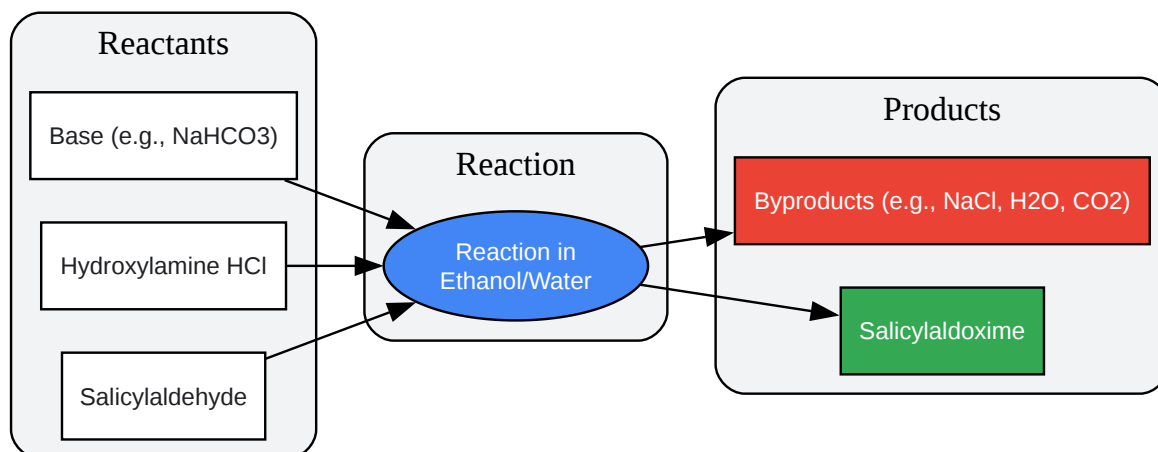 Reactants
Base (e.g., NaHCO3)
Hydroxylamine HCl
Salicylaldehyde
Reaction
Reaction in
Ethanol/Water
Products
Byproducts (e.g., NaCl, H2O, CO2)
Salicylaldoxime